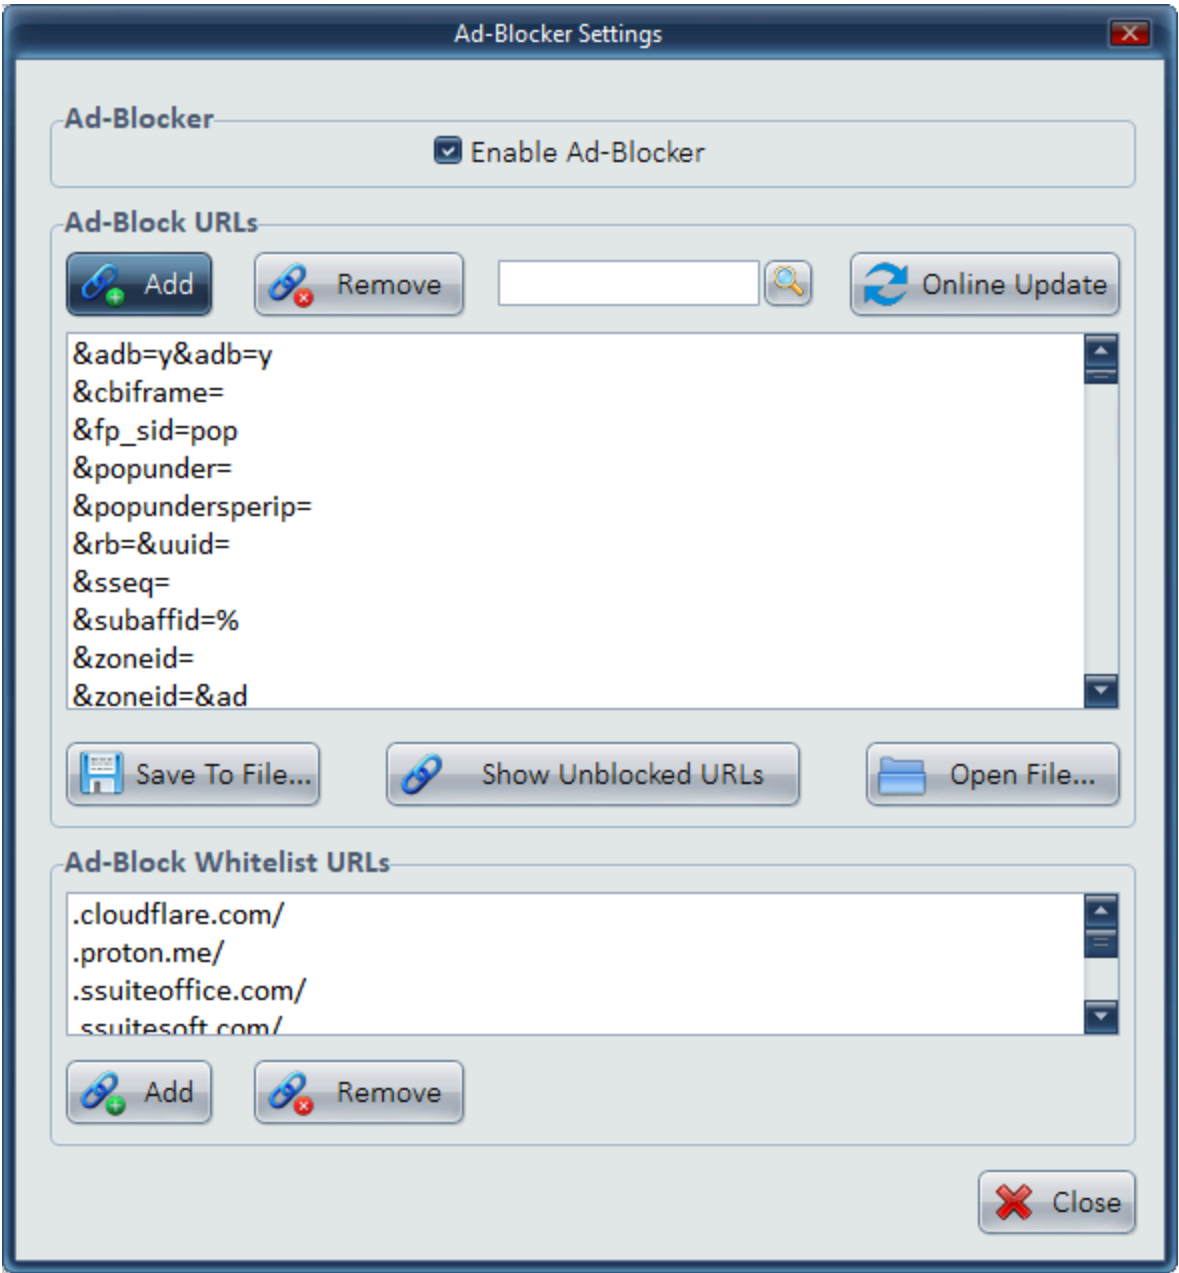 Ad-Blocker Settings
Ad-Blocker
Enable Ad-Blocker
Ad-Block URLs
Add
Remove
Online Update
&adb=y&adb=y
&cbiframe=
&fp_sid=pop
&popunder=
&popundersperip=
&rb=&uuid=
&sseq=
&subaffid=%
&zoneid=
&zoneid=&ad
Save To File...
Show Unblocked URLs
Open File...
Ad-Block Whitelist URLs
.cloudflare.com/
.proton.me/
.ssuiteoffice.com/
.ssuitesoft.com/
Add
Remove
Close